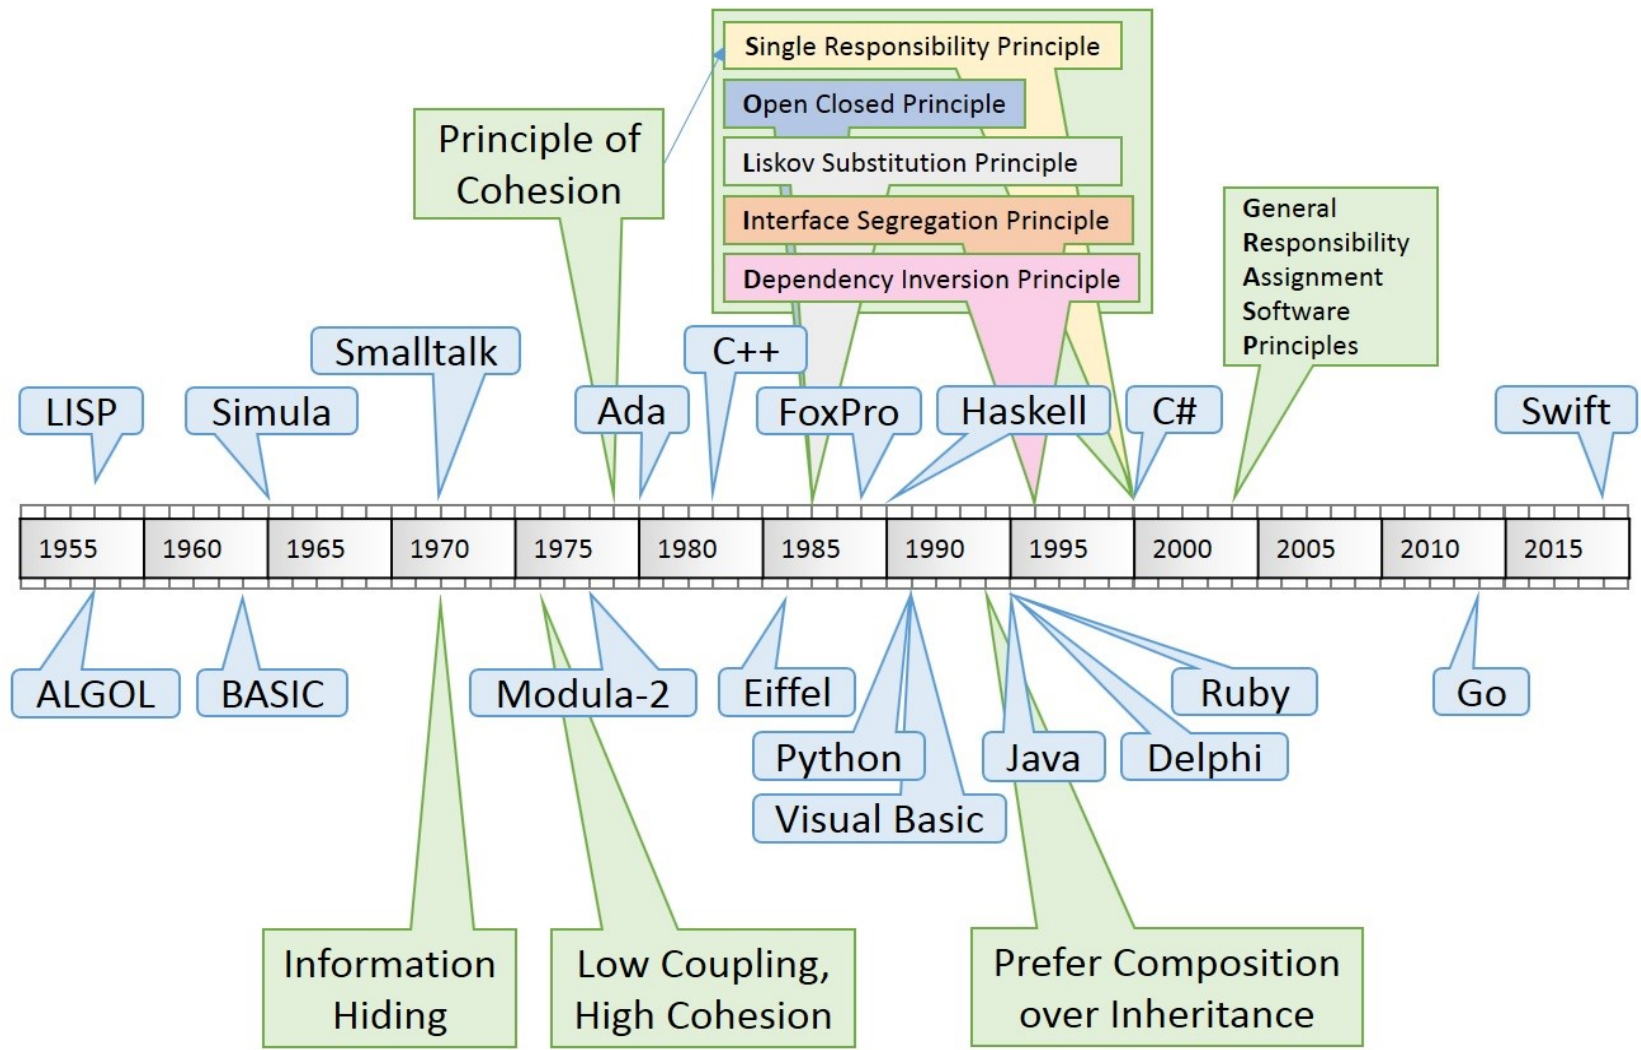 Single Responsibility Principle
Open Closed Principle
Liskov Substitution Principle
Interface Segregation Principle
Dependency Inversion Principle
Principle of
Cohesion
General
Responsibility
Assignment
Software
Principles
Smalltalk
C++
LISP
Simula
Ada
FoxPro
Haskell
C#
Swift
1955
1960
1965
1970
1975
1980
1985
1990
1995
2000
2005
2010
2015
ALGOL
BASIC
Modula-2
Eiffel
Ruby
Go
Python
Java
Delphi
Visual Basic
Information
Hiding
Low Coupling,
High Cohesion
Prefer Composition
over Inheritance